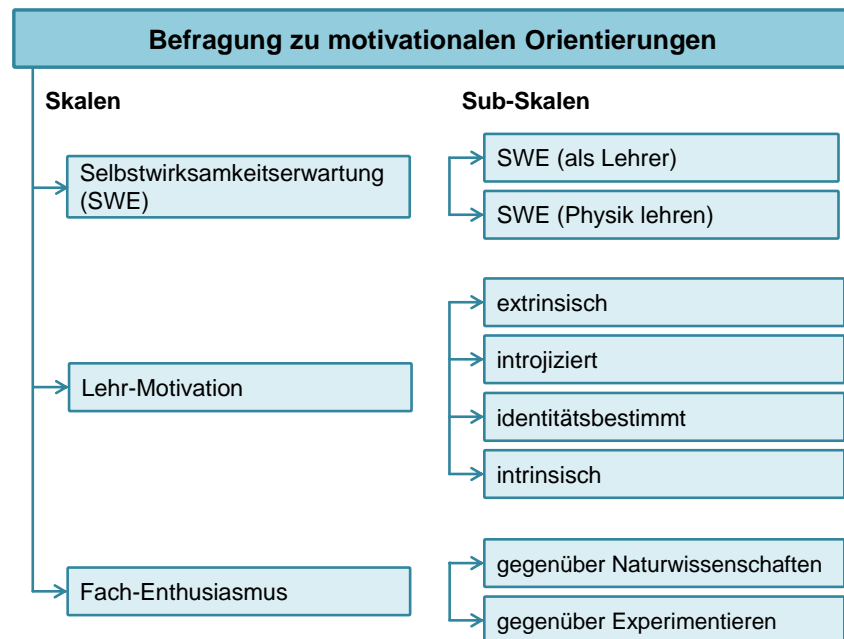 Befragung zu motivationalen Orientierungen
Skalen
Sub-Skalen
Selbstwirksamkeitserwartung
(SWE)
SWE (als Lehrer)
SWE (Physik lehren)
Lehr-Motivation
extrinsisch
introjiziert
identitätsbestimmt
intrinsisch
Fach-Enthusiasmus
gegenüber Naturwissenschaften
gegenüber Experimentieren